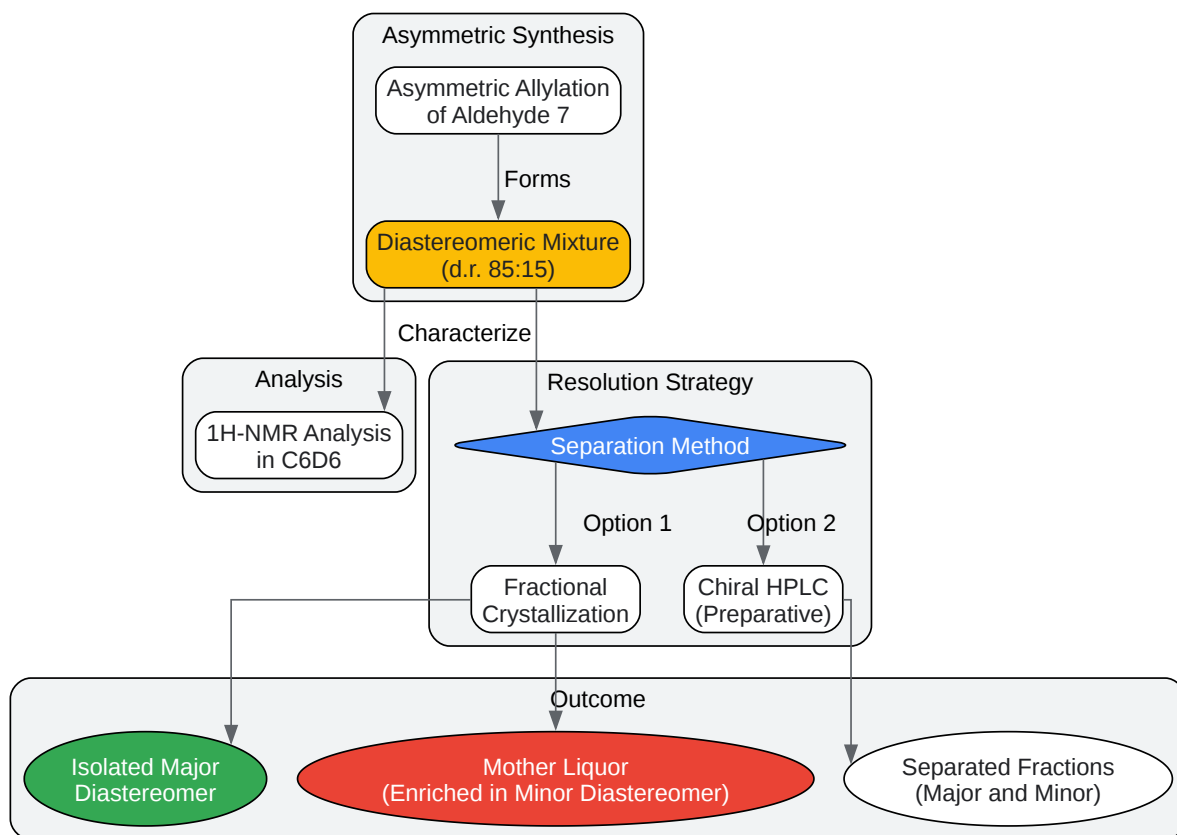 Asymmetric Synthesis
Asymmetric Allylation
of Aldehyde 7
Forms
Diastereomeric Mixture
(d.r. 85:15)
Characterize
Analysis
1H-NMR Analysis
in C6D6
Resolution Strategy
Separation Method
Option 1
Option 2
Fractional
Crystallization
Chiral HPLC
(Preparative)
Outcome
Isolated Major
Diastereomer
Mother Liquor
(Enriched in Minor Diastereomer)
Separated Fractions
(Major and Minor)